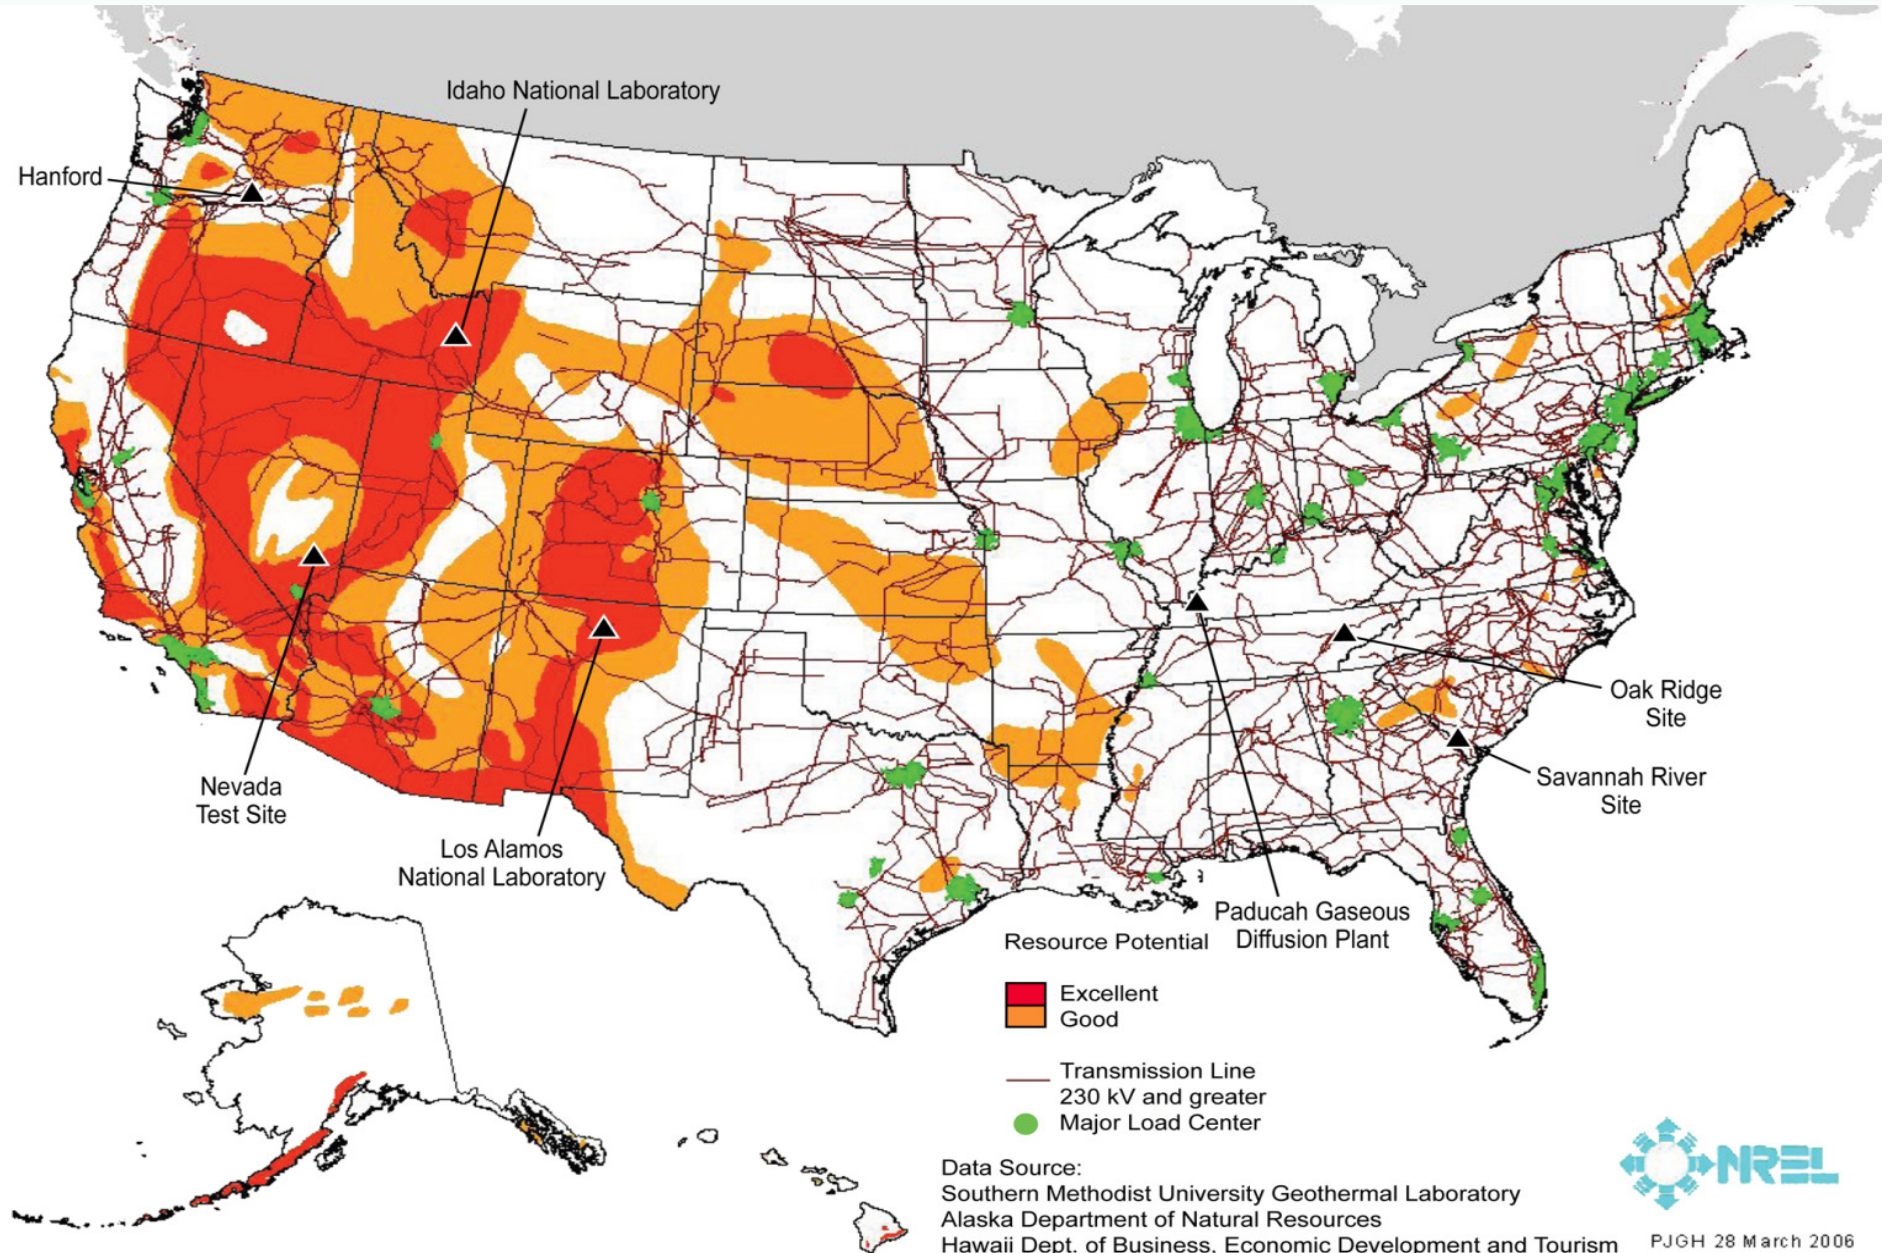 Idaho National Laboratory
Hanford
Oak Ridge
Site
Savannah River
Site
Nevada
Test Site
Los Alamos
National Laboratory
Paducah Gaseous
Diffusion Plant
Resource Potential
Excellent
Good
Transmission Line
230 kV and greater
Major Load Center
Data Source:
Southern Methodist University Geothermal Laboratory
Alaska Department of Natural Resources
Hawaii Dept. of Business, Economic Development and Tourism
NREL
PJGH 28 March 2006